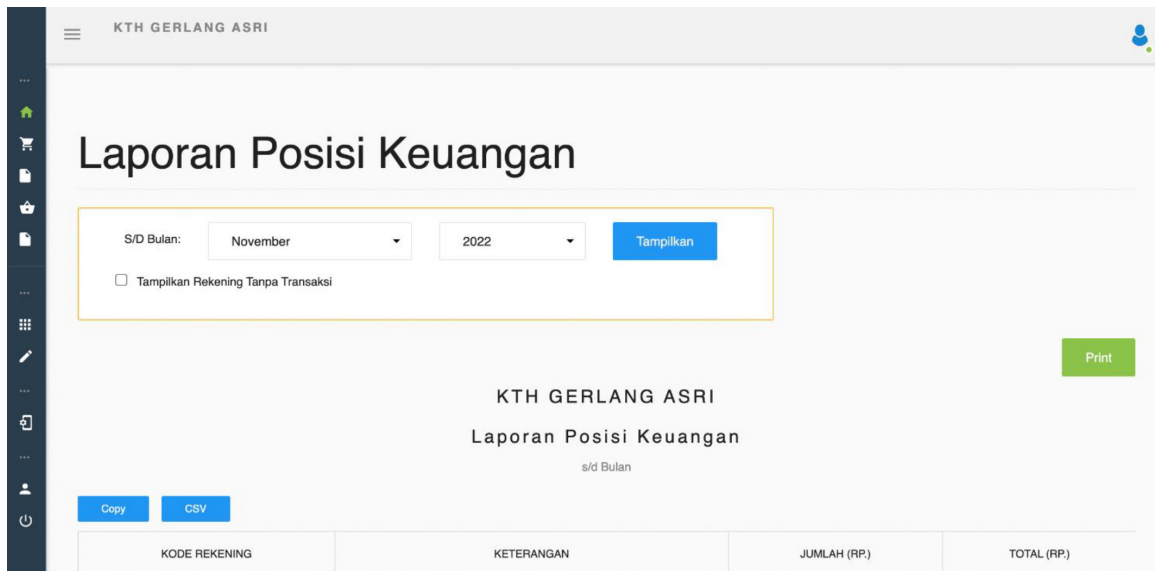 KTH GERLANG ASRI
Laporan Posisi Keuangan
S/D Bulan: November 2022 Tampilkan
Tampilkan Rekening Tanpa Transaksi
Print
KTH GERLANG ASRI
Laporan Posisi Keuangan
s/d Bulan
Copy CSV
KODE REKENING KETERANGAN JUMLAH (RP.) TOTAL (RP.)